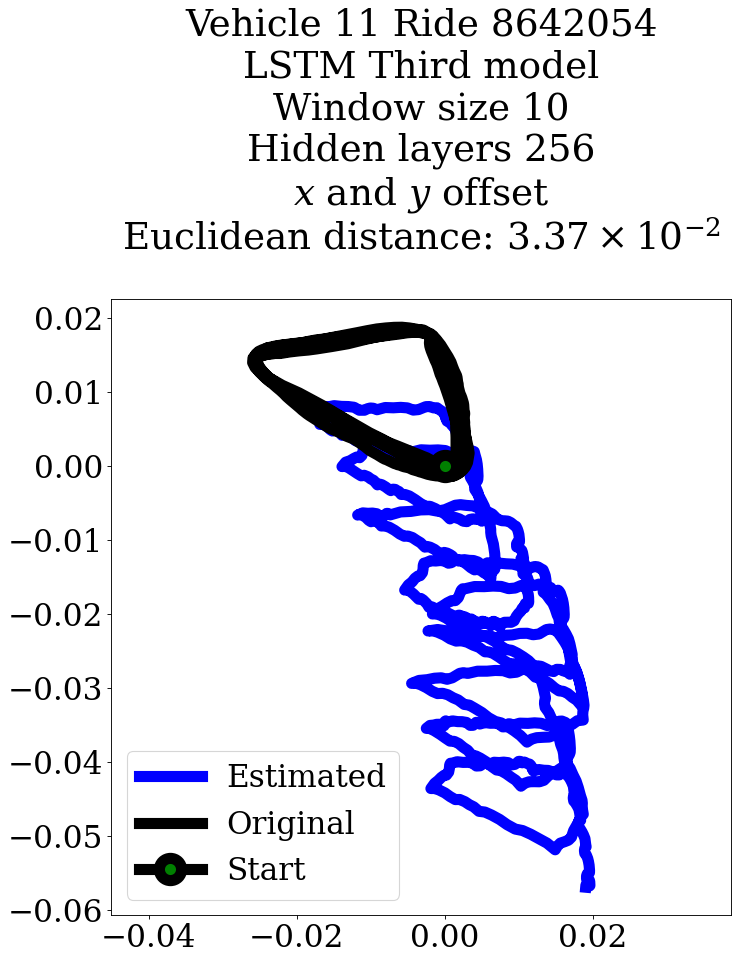 Vehicle 11 Ride 8642054
LSTM Third model
Window size 10
Hidden layers 256
x and y offset
Euclidean distance: 3.37 × 10⁻²
0.02
0.01
0.00
−0.01
−0.02
−0.03
−0.04
−0.05
−0.06
Estimated
Original
Start
−0.04 −0.02 0.00 0.02